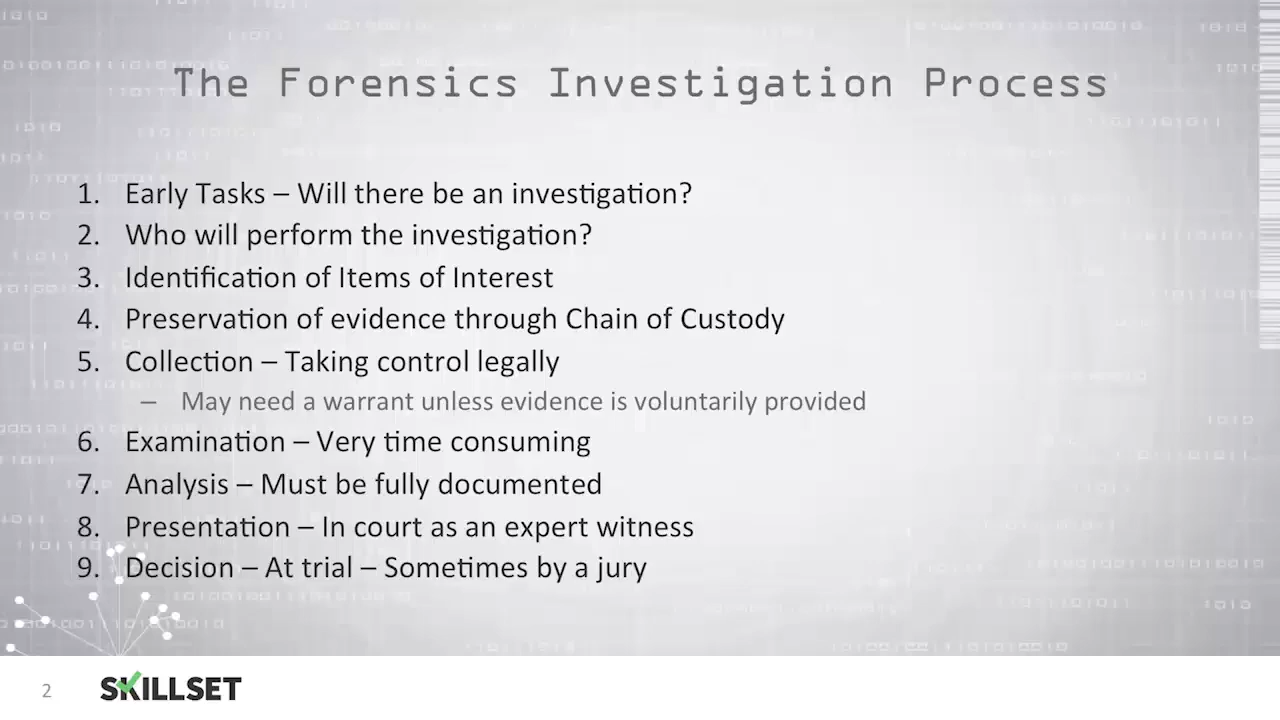 The Forensics Investigation Process
1. Early Tasks – Will there be an investigation?
2. Who will perform the investigation?
3. Identification of Items of Interest
4. Preservation of evidence through Chain of Custody
5. Collection – Taking control legally
– May need a warrant unless evidence is voluntarily provided
6. Examination – Very time consuming
7. Analysis – Must be fully documented
8. Presentation – In court as an expert witness
9. Decision – At trial – Sometimes by a jury
2
SKILLSET